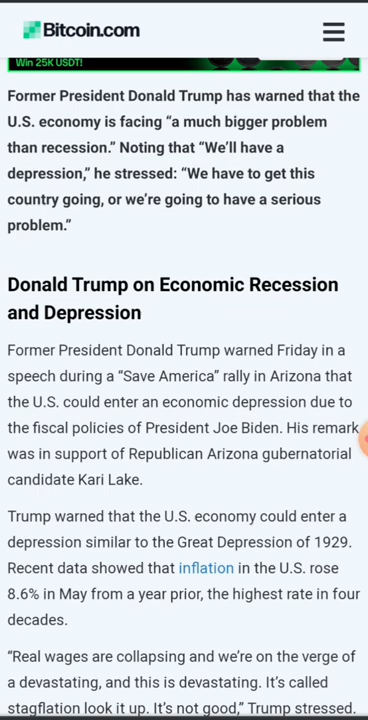 Bitcoin.com
Win 25K USDT!
Former President Donald Trump has warned that the
U.S. economy is facing “a much bigger problem
than recession.” Noting that “We’ll have a
depression,” he stressed: “We have to get this
country going, or we’re going to have a serious
problem.”
Donald Trump on Economic Recession
and Depression
Former President Donald Trump warned Friday in a
speech during a “Save America” rally in Arizona that
the U.S. could enter an economic depression due to
the fiscal policies of President Joe Biden. His remark
was in support of Republican Arizona gubernatorial
candidate Kari Lake.
Trump warned that the U.S. economy could enter a
depression similar to the Great Depression of 1929.
Recent data showed that inflation in the U.S. rose
8.6% in May from a year prior, the highest rate in four
decades.
“Real wages are collapsing and we’re on the verge of
a devastating, and this is devastating. It’s called
stagflation look it up. It’s not good,” Trump stressed.